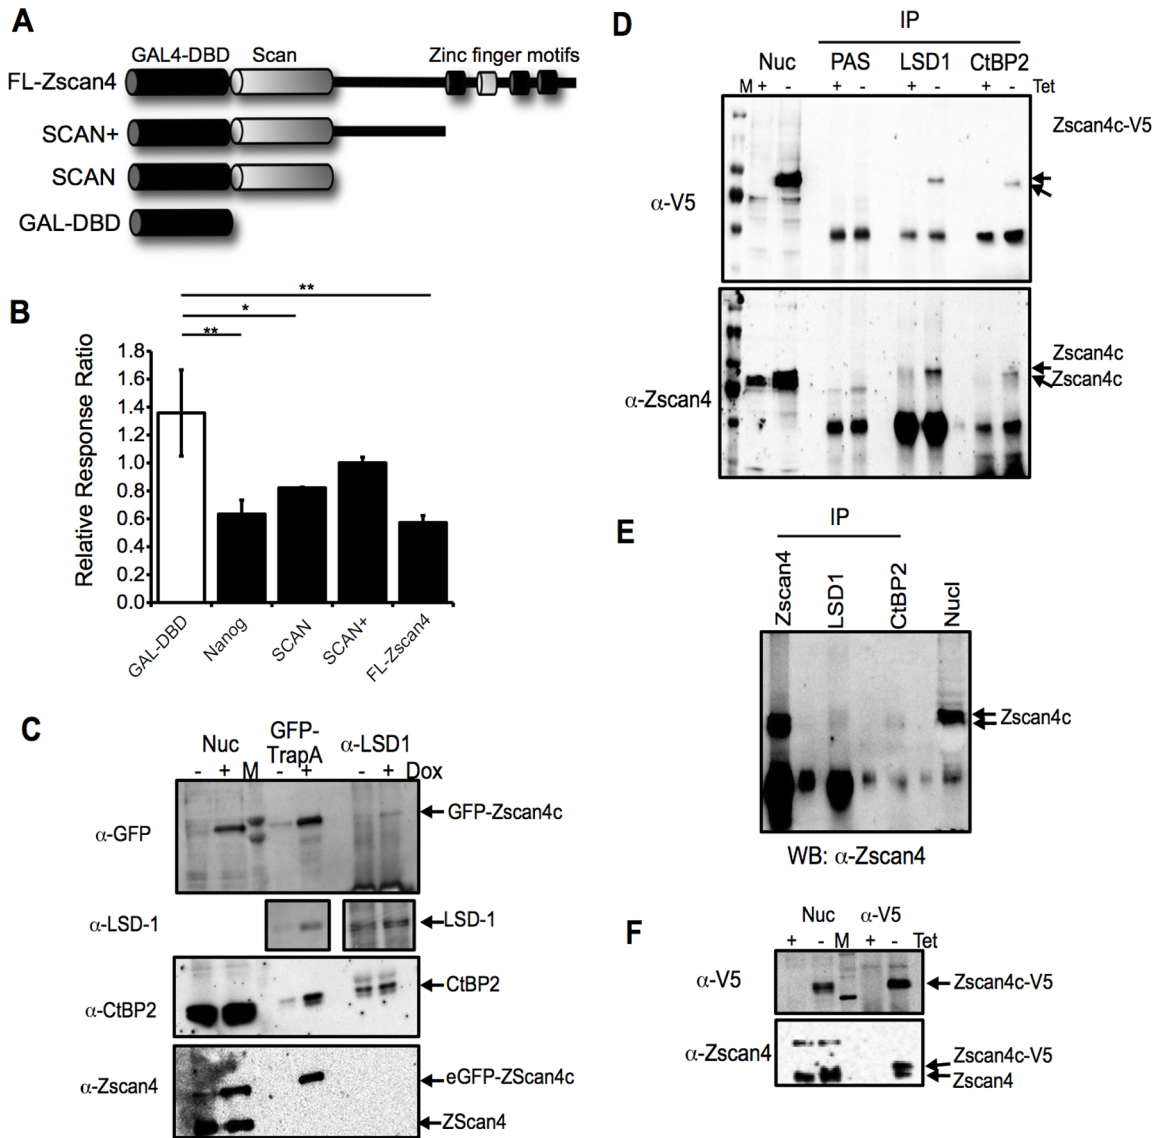 A
GAL4-DBD Scan Zinc finger motifs
FL-Zscan4
SCAN+
SCAN
GAL-DBD
B
** 
*
**
Relative Response Ratio
1.8
1.6
1.4
1.2
1.0
0.8
0.6
0.4
0.2
0.0
GAL-DBD
Nanog
SCAN
SCAN+
FL-Zscan4
C
Nuc GFP-TrapA α-LSD1
- + M - + - + Dox
α-GFP
GFP-Zscan4c
α-LSD-1
LSD-1
α-CtBP2
CtBP2
α-Zscan4
eGFP-ZScan4c
ZScan4
D
IP
Nuc PAS LSD1 CtBP2
M + - + - + - + - Tet
Zscan4c-V5
α-V5
Zscan4c
Zscan4c
α-Zscan4
E
IP
Zscan4
LSD1
CtBP2
Nucl
Zscan4c
WB: α-Zscan4
F
Nuc α-V5
+ - M + - Tet
α-V5
Zscan4c-V5
α-Zscan4
Zscan4c-V5
Zscan4